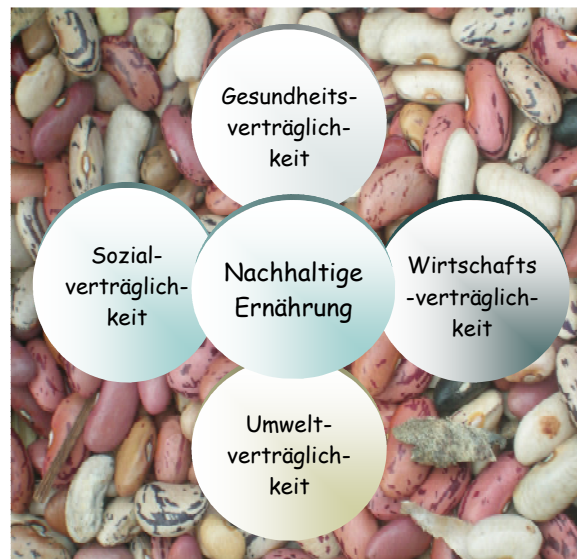 Gesundheits-
verträglich-
keit
Sozial-
verträglich-
keit
Nachhaltige
Ernährung
Wirtschafts
-verträglich-
keit
Umwelt-
verträglich-
keit